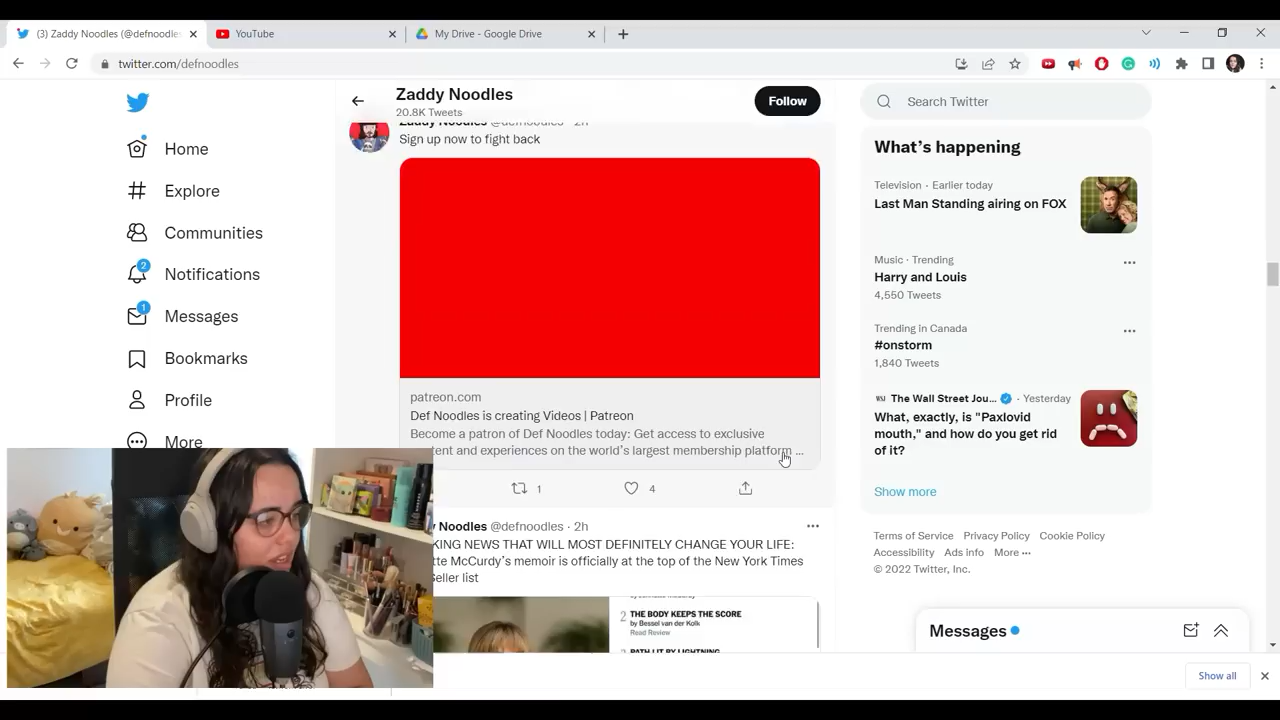 (3) Zaddy Noodles (@defnoodles
YouTube
My Drive - Google Drive
twitter.com/defnoodles
Home
Explore
Communities
2
Notifications
1
Messages
Bookmarks
Profile
More
Zaddy Noodles
20.8K Tweets
Follow
Zaddy Noodles @defnoodles · 2h
Sign up now to fight back
patreon.com
Def Noodles is creating Videos | Patreon
Become a patron of Def Noodles today: Get access to exclusive
tent and experiences on the world's largest membership platform ...
1
4
Noodles @defnoodles · 2h
KING NEWS THAT WILL MOST DEFINITELY CHANGE YOUR LIFE:
tte McCurdy's memoir is officially at the top of the New York Times
Seller list
2 THE BODY KEEPS THE SCORE
by Bessel van der Kolk
Read Review
PATH LIT BY LIGHTNING
Search Twitter
What's happening
Television · Earlier today
Last Man Standing airing on FOX
Music · Trending
Harry and Louis
4,550 Tweets
Trending in Canada
#onstorm
1,840 Tweets
The Wall Street Jou... · Yesterday
What, exactly, is "Paxlovid
mouth," and how do you get rid
of it?
Show more
Terms of Service Privacy Policy Cookie Policy
Accessibility Ads info More ...
© 2022 Twitter, Inc.
Messages
Show all